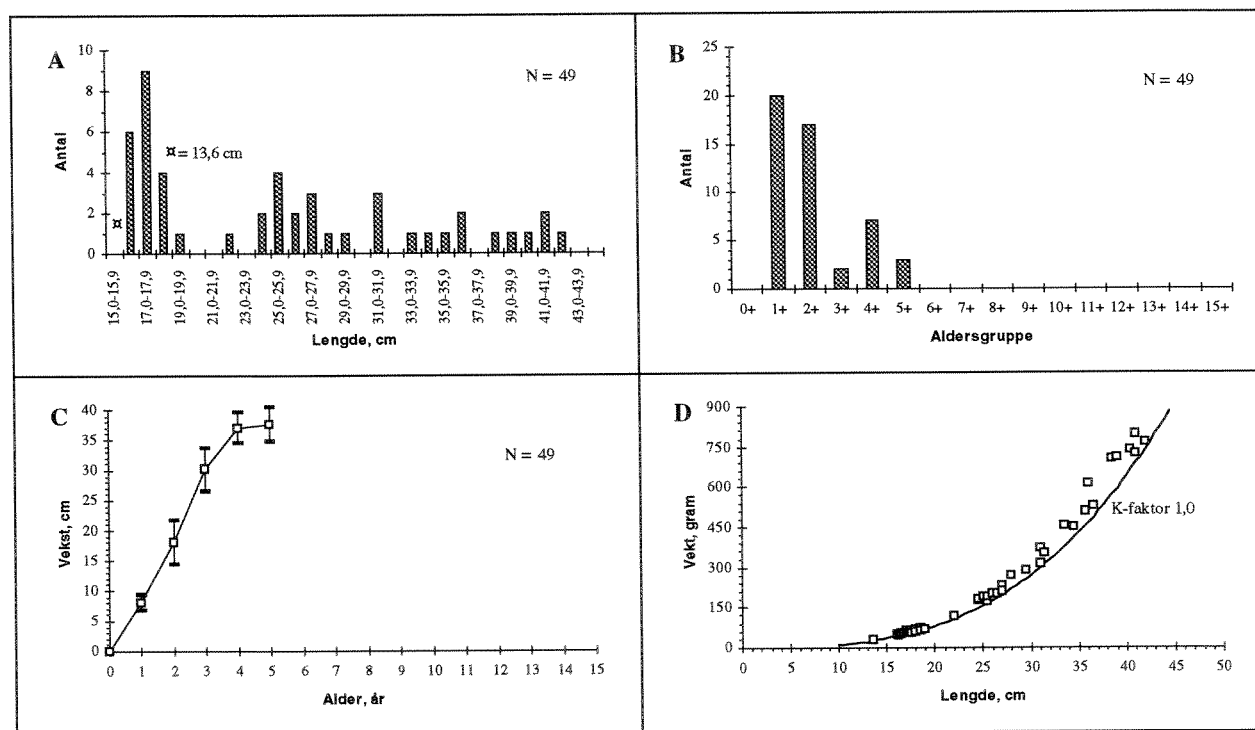 A
N = 49
¤ = 13,6 cm
¤
Antal
10
8
6
4
2
0
15,0-15,9
17,0-17,9
19,0-19,9
21,0-21,9
23,0-23,9
25,0-25,9
27,0-27,9
29,0-29,9
31,0-31,9
33,0-33,9
35,0-35,9
37,0-37,9
39,0-39,9
41,0-41,9
43,0-43,9
Lengde, cm
B
N = 49
Antal
25
20
15
10
5
0
0+ 1+ 2+ 3+ 4+ 5+ 6+ 7+ 8+ 9+ 10+ 11+ 12+ 13+ 14+ 15+
Aldersgruppe
C
N = 49
Vekst, cm
40
35
30
25
20
15
10
5
0
0 1 2 3 4 5 6 7 8 9 10 11 12 13 14 15
Alder, år
D
K-faktor 1,0
Vekt, gram
900
750
600
450
300
150
0
0 5 10 15 20 25 30 35 40 45 50
Lengde, cm